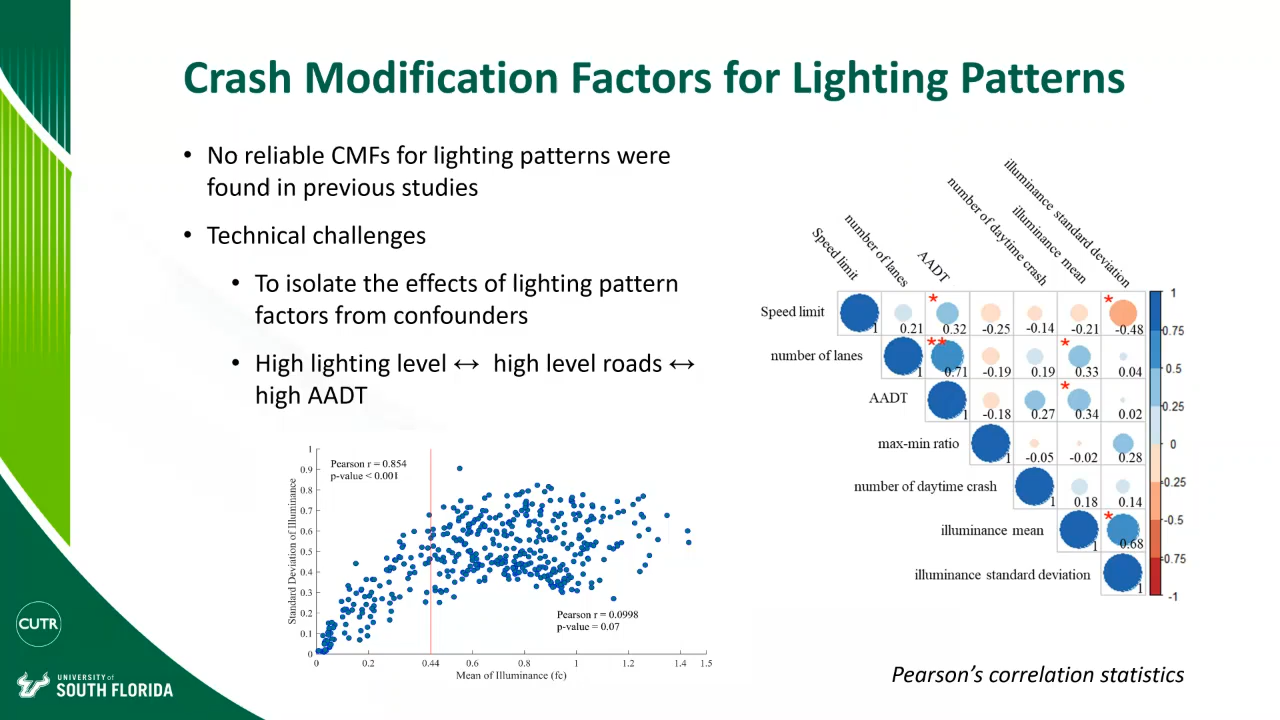 Crash Modification Factors for Lighting Patterns
• No reliable CMFs for lighting patterns were
found in previous studies
• Technical challenges
• To isolate the effects of lighting pattern
factors from confounders
• High lighting level ↔ high level roads ↔
high AADT
Pearson r = 0.854
p-value < 0.001
Pearson r = 0.0998
p-value = 0.07
Standard Deviation of Illuminance
1
0.9
0.8
0.7
0.6
0.5
0.4
0.3
0.2
0.1
0
0 0.2 0.44 0.6 0.8 1 1.2 1.4 1.5
Mean of Illuminance (fc)
Speed limit
number of lanes
AADT
number of daytime crash
illuminance mean
illuminance standard deviation
Speed limit 1 0.21 * 0.32 -0.25 -0.14 -0.21 * -0.48
number of lanes 1 ** 0.71 -0.19 0.19 * 0.33 0.04
AADT 1 -0.18 0.27 * 0.34 0.02
max-min ratio 1 -0.05 -0.02 0.28
number of daytime crash 1 0.18 0.14
illuminance mean 1 * 0.68
illuminance standard deviation 1
1
0.75
0.5
0.25
0
-0.25
-0.5
-0.75
-1
Pearson's correlation statistics
CUTR
UNIVERSITY of
SOUTH FLORIDA